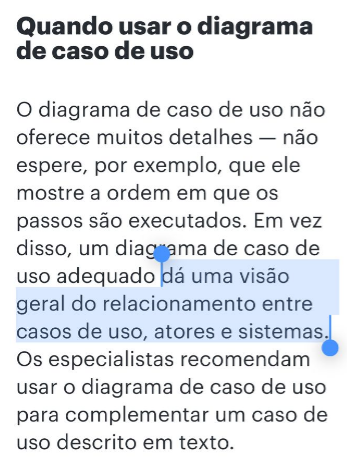 Quando usar o diagrama
de caso de uso
O diagrama de caso de uso não
oferece muitos detalhes — não
espere, por exemplo, que ele
mostre a ordem em que os
passos são executados. Em vez
disso, um diagrama de caso de
uso adequado dá uma visão
geral do relacionamento entre
casos de uso, atores e sistemas.
Os especialistas recomendam
usar o diagrama de caso de uso
para complementar um caso de
uso descrito em texto.